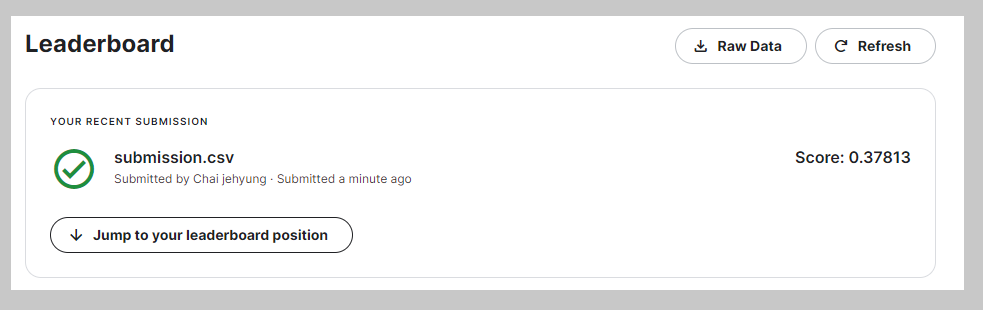 Leaderboard
Raw Data
Refresh
YOUR RECENT SUBMISSION
submission.csv
Score: 0.37813
Submitted by Chai jehyung · Submitted a minute ago
Jump to your leaderboard position